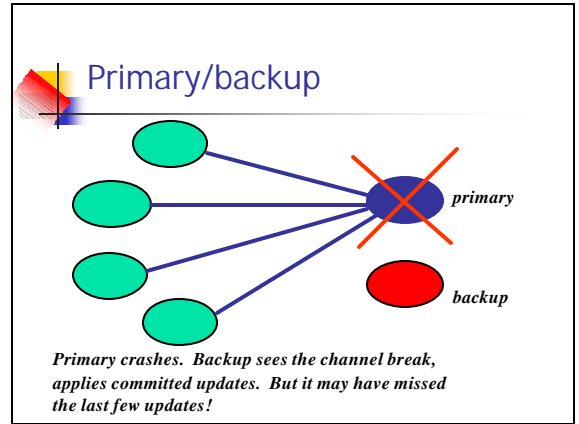 Primary/backup
primary
backup
Primary crashes. Backup sees the channel break,
applies committed updates. But it may have missed
the last few updates!